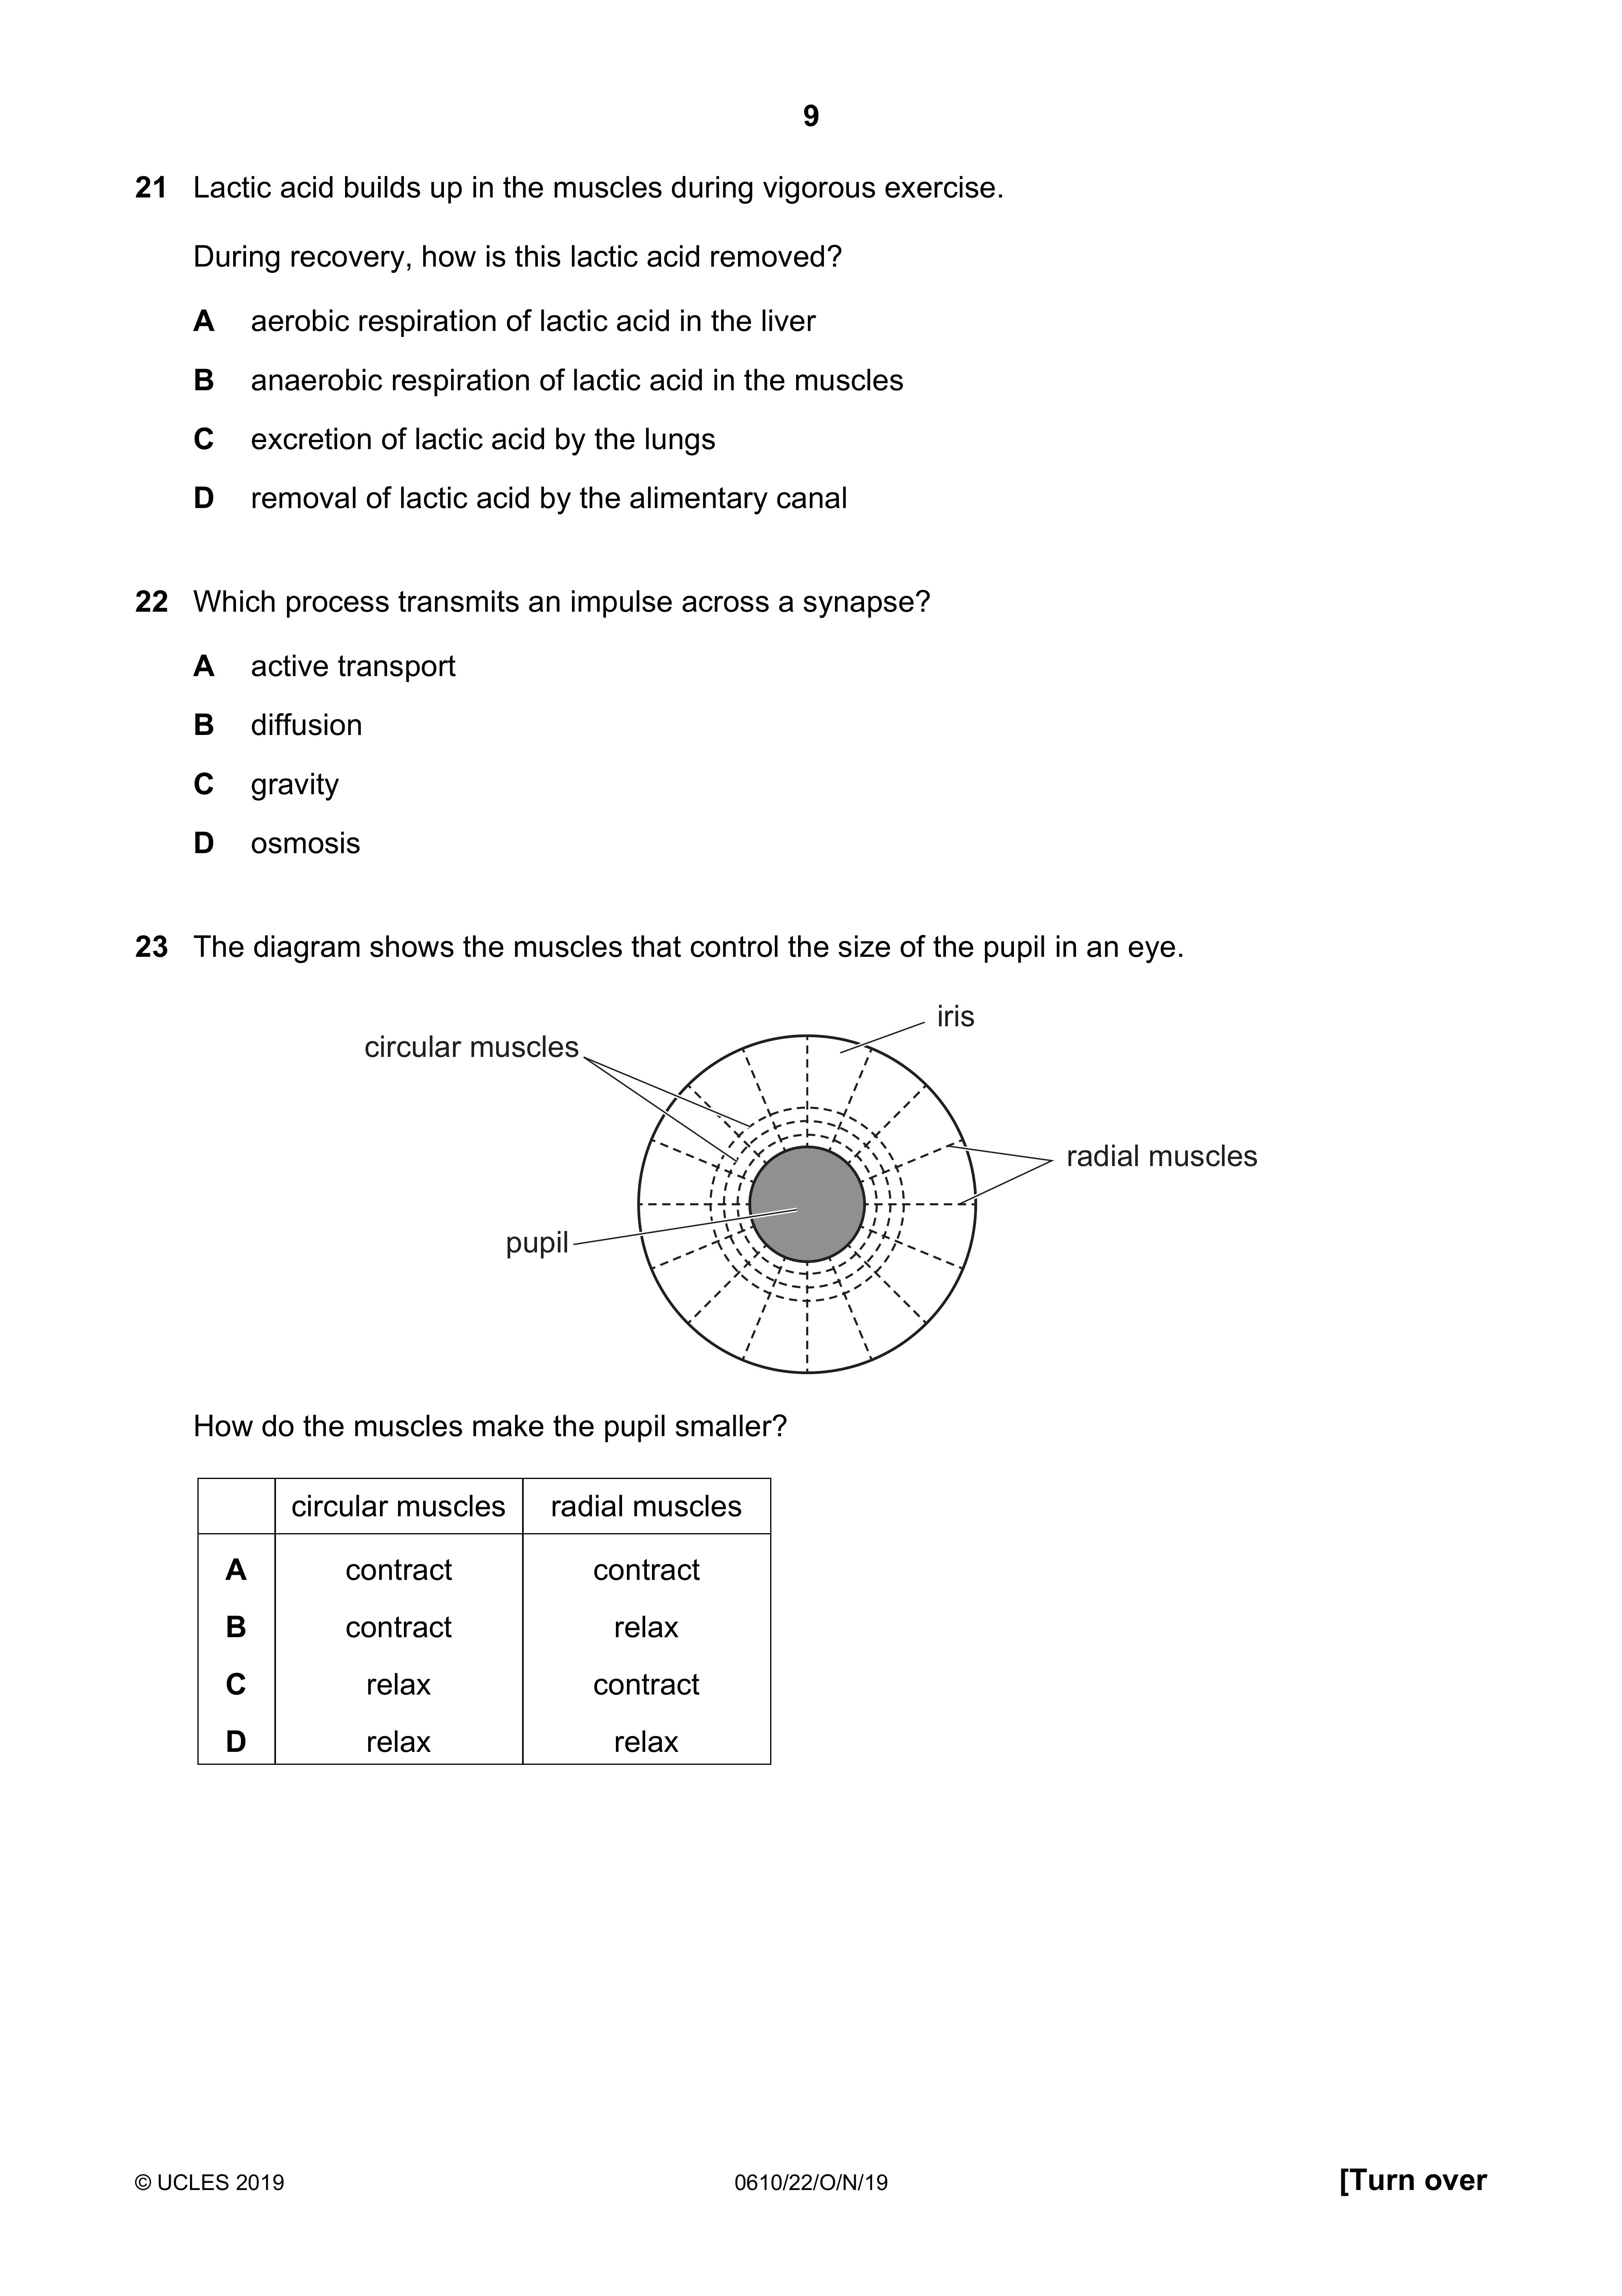 9
21 Lactic acid builds up in the muscles during vigorous exercise.
During recovery, how is this lactic acid removed?
A aerobic respiration of lactic acid in the liver
B anaerobic respiration of lactic acid in the muscles
C excretion of lactic acid by the lungs
D removal of lactic acid by the alimentary canal
22 Which process transmits an impulse across a synapse?
A active transport
B diffusion
C gravity
D osmosis
23 The diagram shows the muscles that control the size of the pupil in an eye.
iris
circular muscles
radial muscles
pupil
How do the muscles make the pupil smaller?
circular muscles radial muscles
A contract contract
B contract relax
C relax contract
D relax relax
© UCLES 2019 0610/22/O/N/19 [Turn over